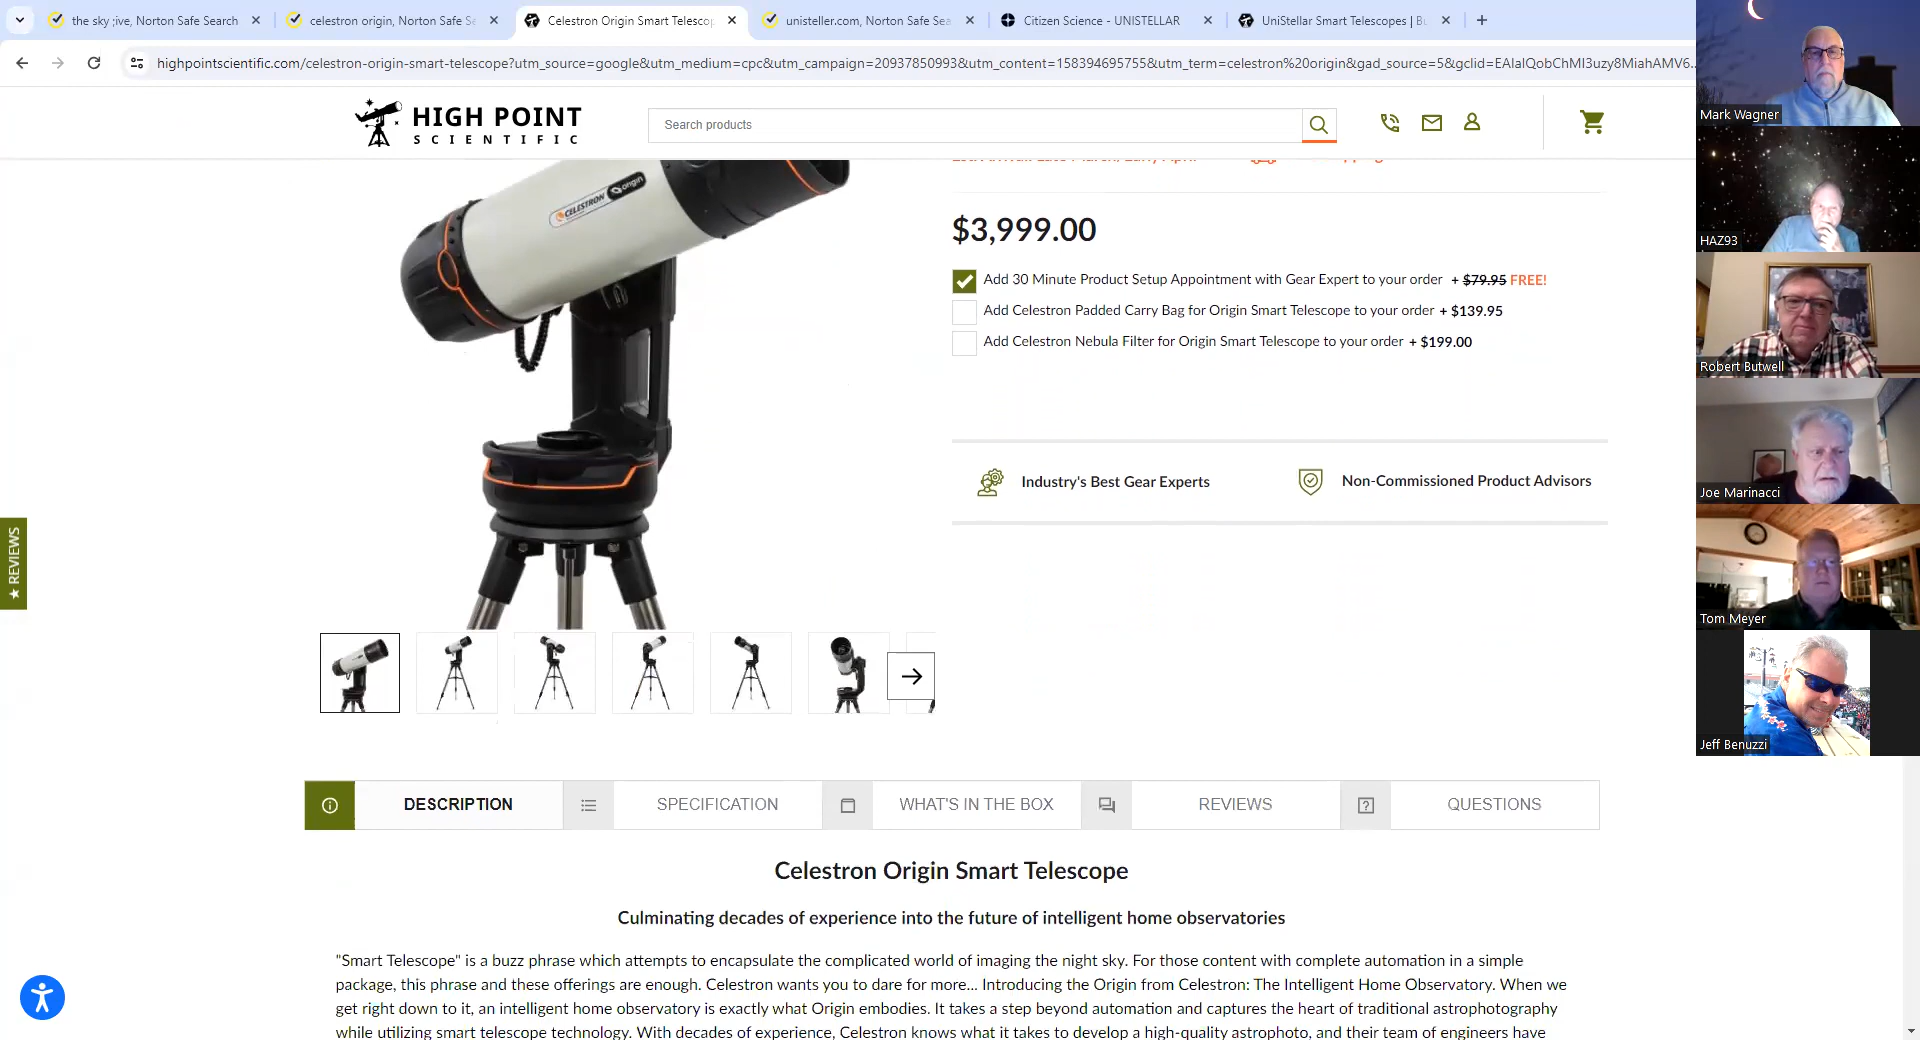 the sky ;ive, Norton Safe Search
celestron origin, Norton Safe Se
Celestron Origin Smart Telescop
unisteller.com, Norton Safe Sea
Citizen Science - UNISTELLAR
UniStellar Smart Telescopes | Bu
highpointscientific.com/celestron-origin-smart-telescope?utm_source=google&utm_medium=cpc&utm_campaign=20937850993&utm_content=158394695755&utm_term=celestron%20origin&gad_source=5&gclid=EAIaIQobChMI3uzy8MiahAMV6...
HIGH POINT
SCIENTIFIC
Search products
CELESTRON
origin
$3,999.00
Add 30 Minute Product Setup Appointment with Gear Expert to your order + $79.95 FREE!
Add Celestron Padded Carry Bag for Origin Smart Telescope to your order + $139.95
Add Celestron Nebula Filter for Origin Smart Telescope to your order + $199.00
Industry's Best Gear Experts
Non-Commissioned Product Advisors
★ REVIEWS
DESCRIPTION
SPECIFICATION
WHAT'S IN THE BOX
REVIEWS
QUESTIONS
Celestron Origin Smart Telescope
Culminating decades of experience into the future of intelligent home observatories
"Smart Telescope" is a buzz phrase which attempts to encapsulate the complicated world of imaging the night sky. For those content with complete automation in a simple
package, this phrase and these offerings are enough. Celestron wants you to dare for more... Introducing the Origin from Celestron: The Intelligent Home Observatory. When we
get right down to it, an intelligent home observatory is exactly what Origin embodies. It takes a step beyond automation and captures the heart of traditional astrophotography
while utilizing smart telescope technology. With decades of experience, Celestron knows what it takes to develop a high-quality astrophoto, and their team of engineers have
Mark Wagner
HAZ93
Robert Butwell
Joe Marinacci
Tom Meyer
Jeff Benuzzi